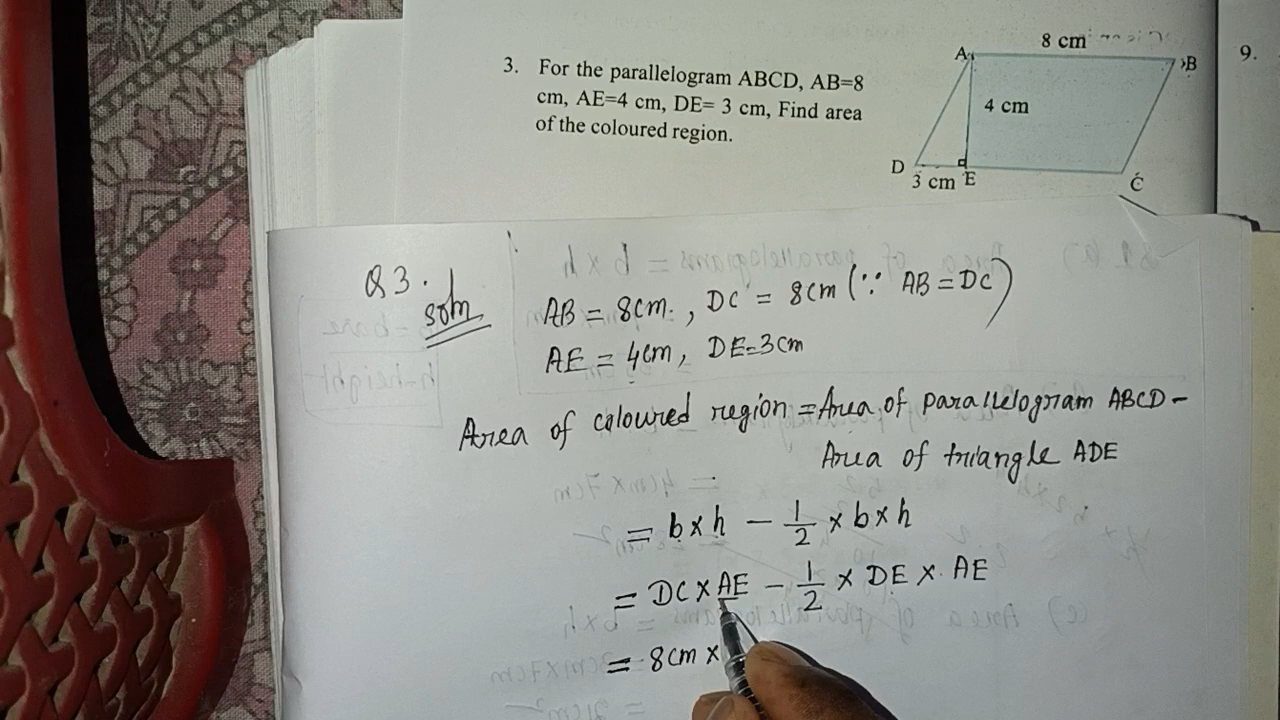 3. For the parallelogram ABCD, AB=8
cm, AE=4 cm, DE= 3 cm, Find area
of the coloured region.
8 cm
A
B
4 cm
D
3 cm E
C
9.
Q3.
Soln
AB = 8cm. , DC = 8cm (∵ AB = DC)
AE = 4cm, DE=3cm
Area of coloured region = Area of parallelogram ABCD -
Area of triangle ADE
= b × h - 1/2 × b × h
= DC × AE - 1/2 × DE × AE
= 8cm ×